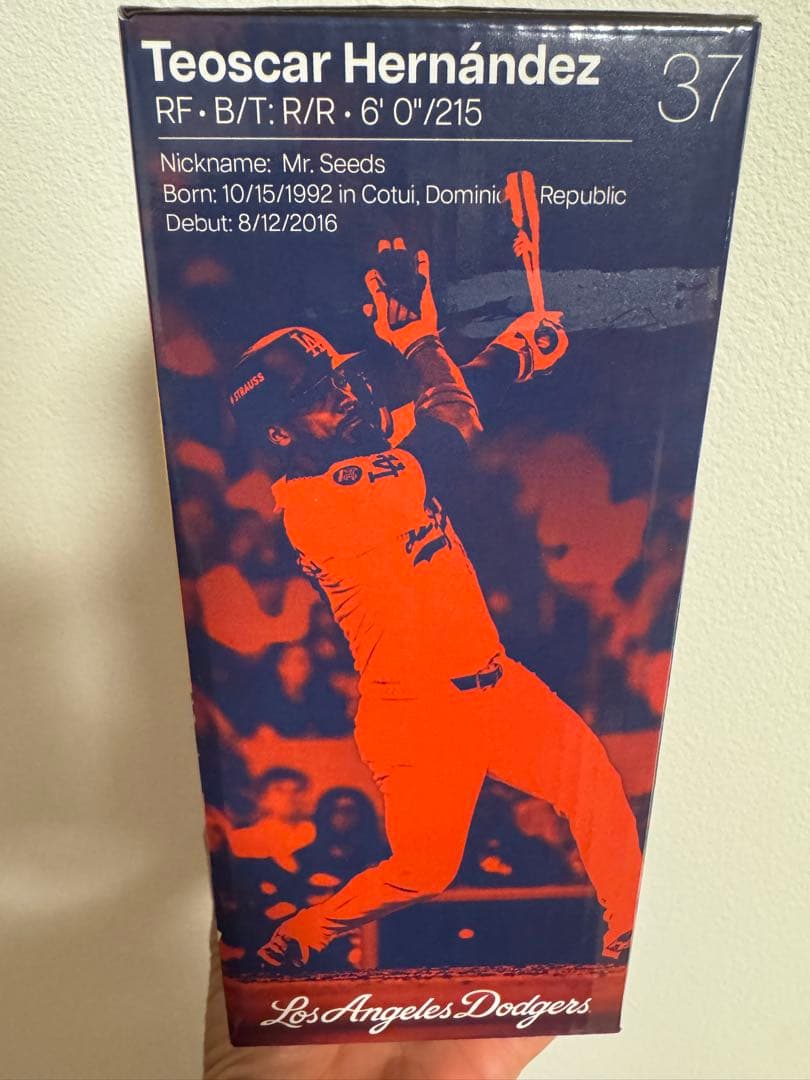 Teoscar Hernández 37
RF • B/T: R/R • 6' 0"/215
Nickname: Mr. Seeds
Born: 10/15/1992 in Cotui, Republic
Debut: 8/12/2016
LA
STRAUSS
Los Angeles Dodgers